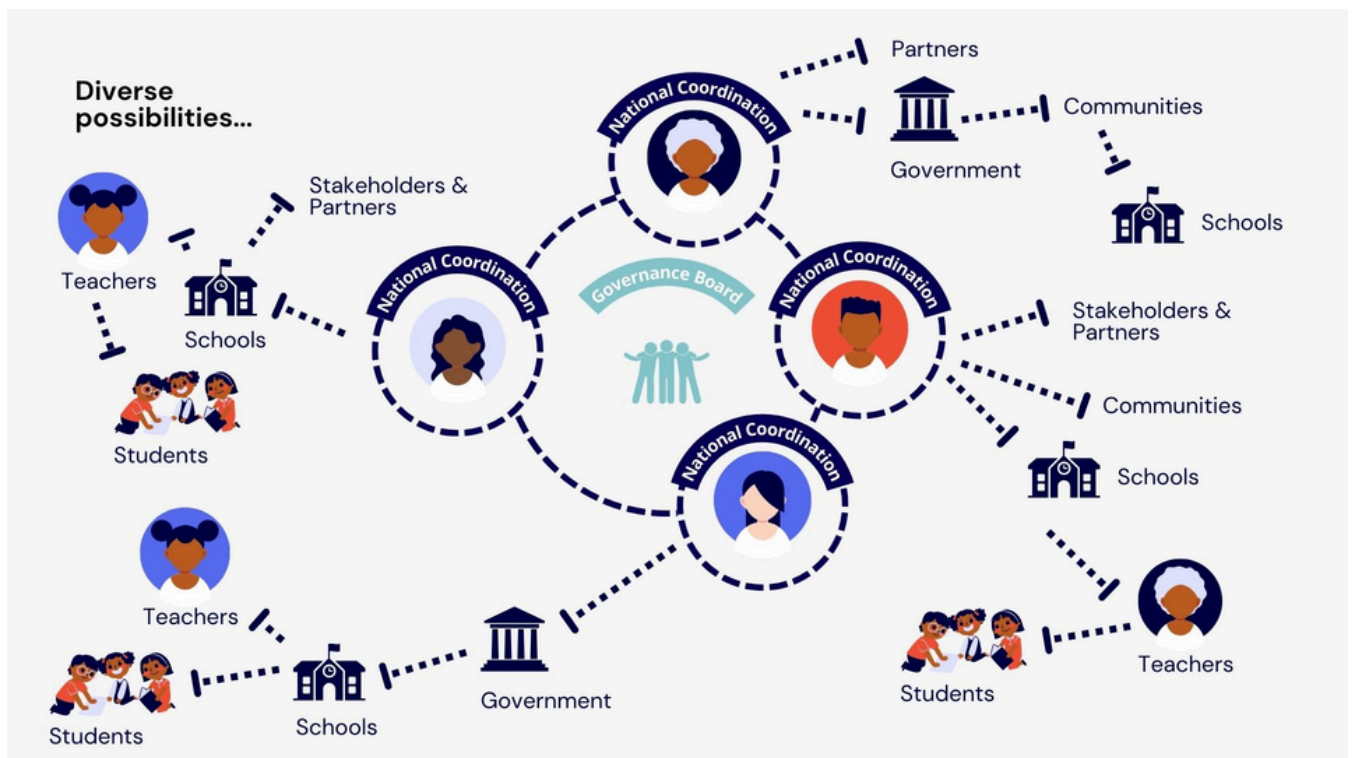 Diverse
possibilities...
National Coordination
Partners
Government
Communities
Schools
Stakeholders &
Partners
Teachers
Schools
Students
National Coordination
Governance Board
National Coordination
Stakeholders &
Partners
Communities
Schools
Teachers
Students
National Coordination
Government
Schools
Teachers
Students